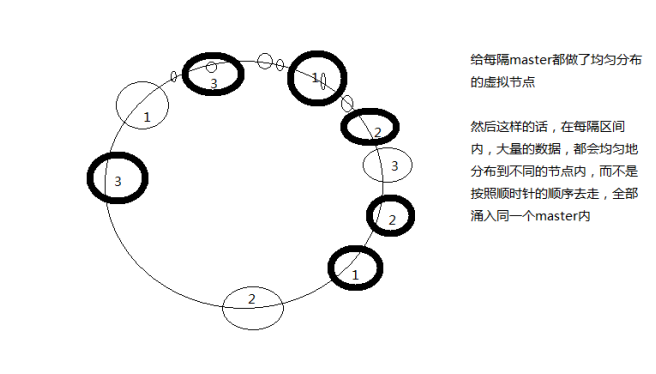 3
1
1
2
3
3
2
1
2
给每隔master都做了均匀分布
的虚拟节点
然后这样的话，在每隔区间
内，大量的数据，都会均匀地
分布到不同的节点内，而不是
按照顺时针的顺序去走，全部
涌入同一个master内